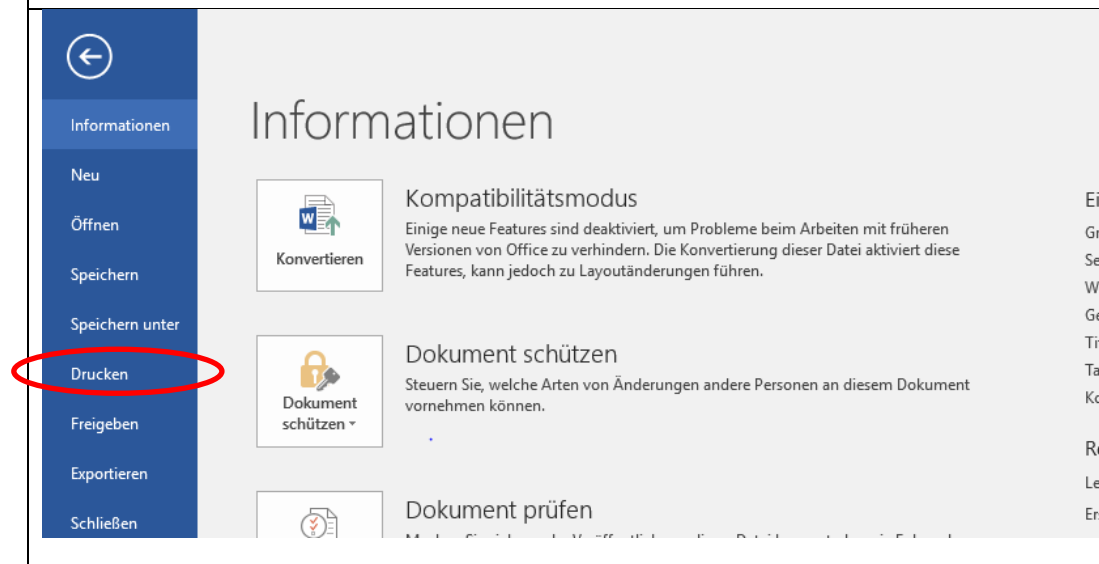 Informationen
Neu
Öffnen
Speichern
Speichern unter
Drucken
Freigeben
Exportieren
Schließen
Informationen
Konvertieren
Kompatibilitätsmodus
Einige neue Features sind deaktiviert, um Probleme beim Arbeiten mit früheren
Versionen von Office zu verhindern. Die Konvertierung dieser Datei aktiviert diese
Features, kann jedoch zu Layoutänderungen führen.
Dokument
schützen
Dokument schützen
Steuern Sie, welche Arten von Änderungen andere Personen an diesem Dokument
vornehmen können.
Dokument prüfen